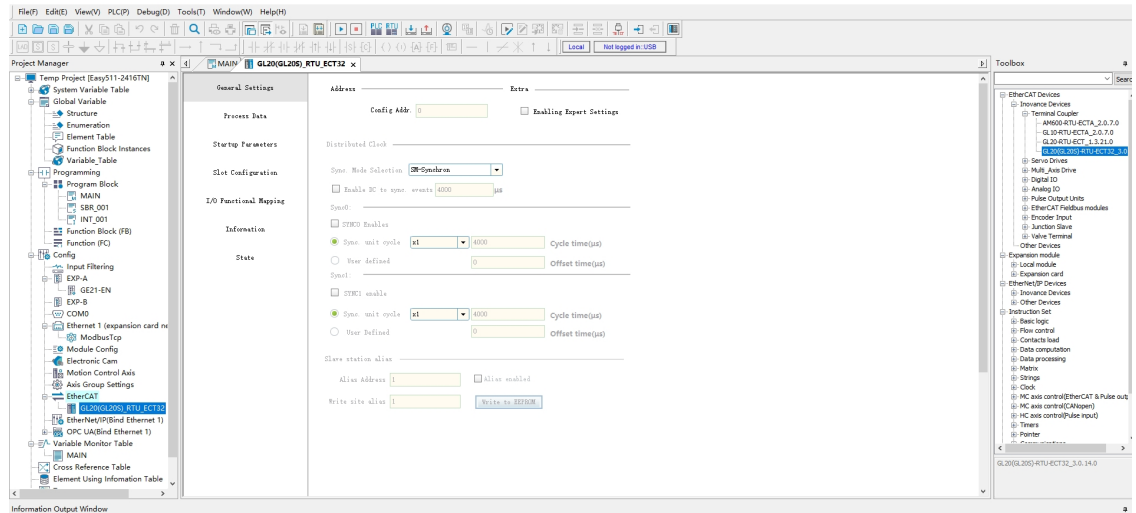 File(F) Edit(E) View(V) PLC(P) Debug(D) Tools(T) Window(W) Help(H)
PLC RTU
Local Not logged in:USB
Project Manager
MAIN GL20(GL20S)_RTU_ECT32
Toolbox
Temp Project [Easy511-2416TN]
System Variable Table
Global Variable
Structure
Enumeration
Element Table
Function Block Instances
Variable_Table
Programming
Program Block
MAIN
SBR_001
INT_001
Function Block (FB)
Function (FC)
Config
Input Filtering
EXP-A
GE21-EN
EXP-B
COM0
Ethernet 1 (expansion card ne
ModbusTcp
Module Config
Electronic Cam
Motion Control Axis
Axis Group Settings
EtherCAT
GL20(GL20S)_RTU_ECT32
EtherNet/IP(Bind Ethernet 1)
OPC UA(Bind Ethernet 1)
Variable Monitor Table
MAIN
Cross Reference Table
Element Using Infomation Table
General Settings
Process Data
Startup Parameters
Slot Configuration
I/O Functional Mapping
Information
State
Address Extra
Config Addr. 0 Enabling Expert Settings
Distributed Clock
Sync. Mode Selection SM-Synchron
Enable DC to sync. events 4000 μs
Sync0:
SYNC0 Enables
Sync. unit cycle x1 4000 Cycle time(μs)
User defined 0 Offset time(μs)
Sync1:
SYNC1 enable
Sync. unit cycle x1 4000 Cycle time(μs)
User Defined 0 Offset time(μs)
Slave station alias
Alias Address 1 Alias enabled
Write site alias 1 Write to EEPROM
Searc
EtherCAT Devices
Inovance Devices
Terminal Coupler
AM600-RTU-ECTA_2.0.7.0
GL10-RTU-ECTA_2.0.7.0
GL20-RTU-ECT_1.3.21.0
GL20(GL20S)-RTU-ECT32_3.0
Servo Drives
Multi_Axis Drive
Digital IO
Analog IO
Pulse Output Units
EtherCAT Fieldbus modules
Encoder Input
Junction Slave
Valve Terminal
Other Devices
Expansion module
Local module
Expansion card
EtherNet/IP Devices
Inovance Devices
Other Devices
Instruction Set
Basic logic
Flow control
Contacts load
Data computation
Data processing
Matrix
Strings
Clock
MC axis control(EtherCAT & Pulse outp
MC axis control(CANopen)
HC axis control(Pulse input)
Timers
Pointer
GL20(GL20S)-RTU-ECT32_3.0.14.0
Information Output Window